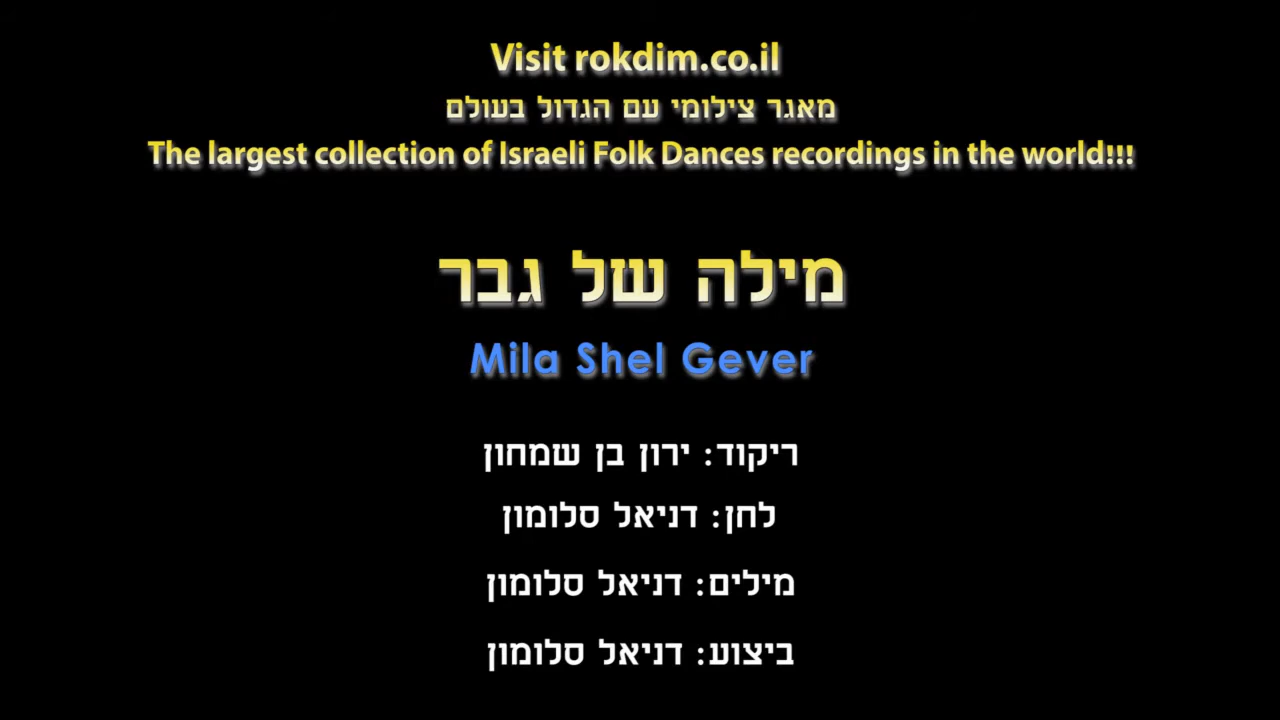 Visit rokdim.co.il
מאגר צילומי עם הגדול בעולם
The largest collection of Israeli Folk Dances recordings in the world!!!
מילה של גבר
Mila Shel Gever
ריקוד: ירון בן שמחון
לחן: דניאל סלומון
מילים: דניאל סלומון
ביצוע: דניאל סלומון